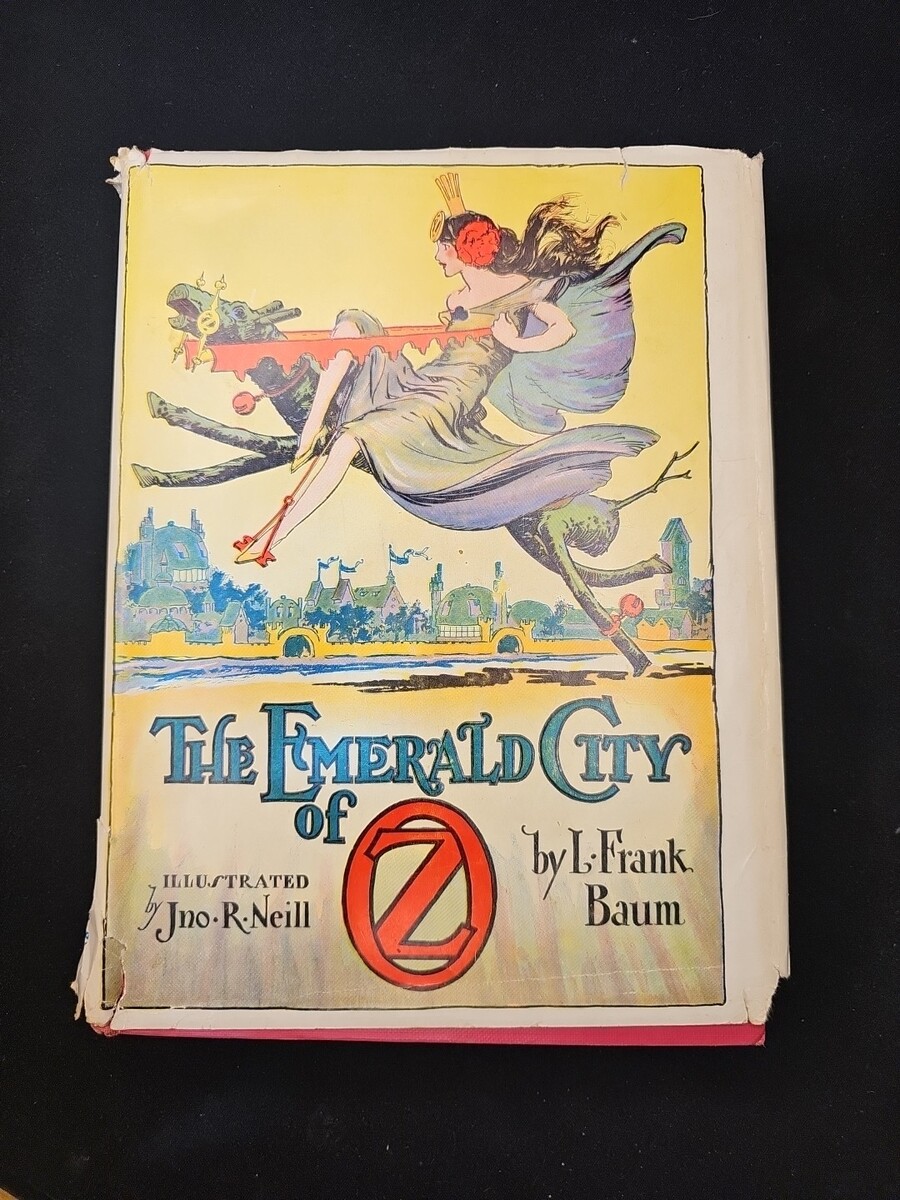 THE EMERALD CITY
of
OZ
ILLUSTRATED
by Jno·R·Neill
by L·Frank
Baum